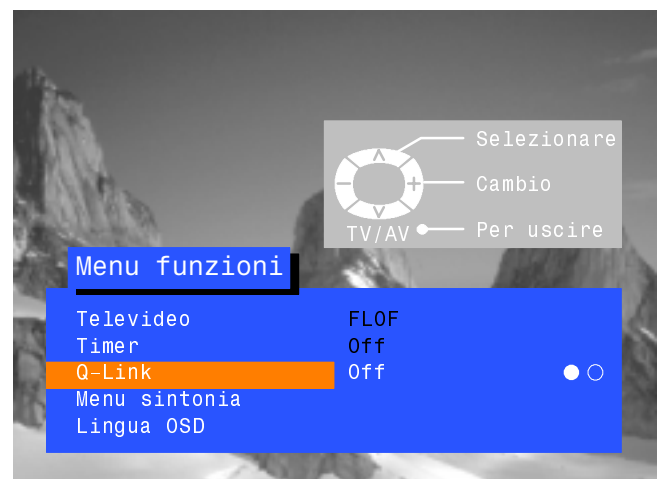 Selezionare
Cambio
TV/AV Per uscire
Menu funzioni
Televideo FLOF
Timer Off
Q-Link Off
Menu sintonia
Lingua OSD